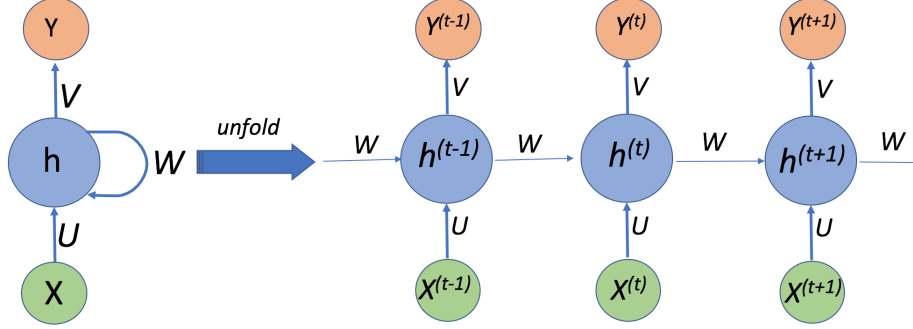 Y
V
h
W
U
X
unfold
W
Y(t-1)
V
h(t-1)
U
X(t-1)
W
Y(t)
V
h(t)
U
X(t)
W
Y(t+1)
V
h(t+1)
U
X(t+1)
W